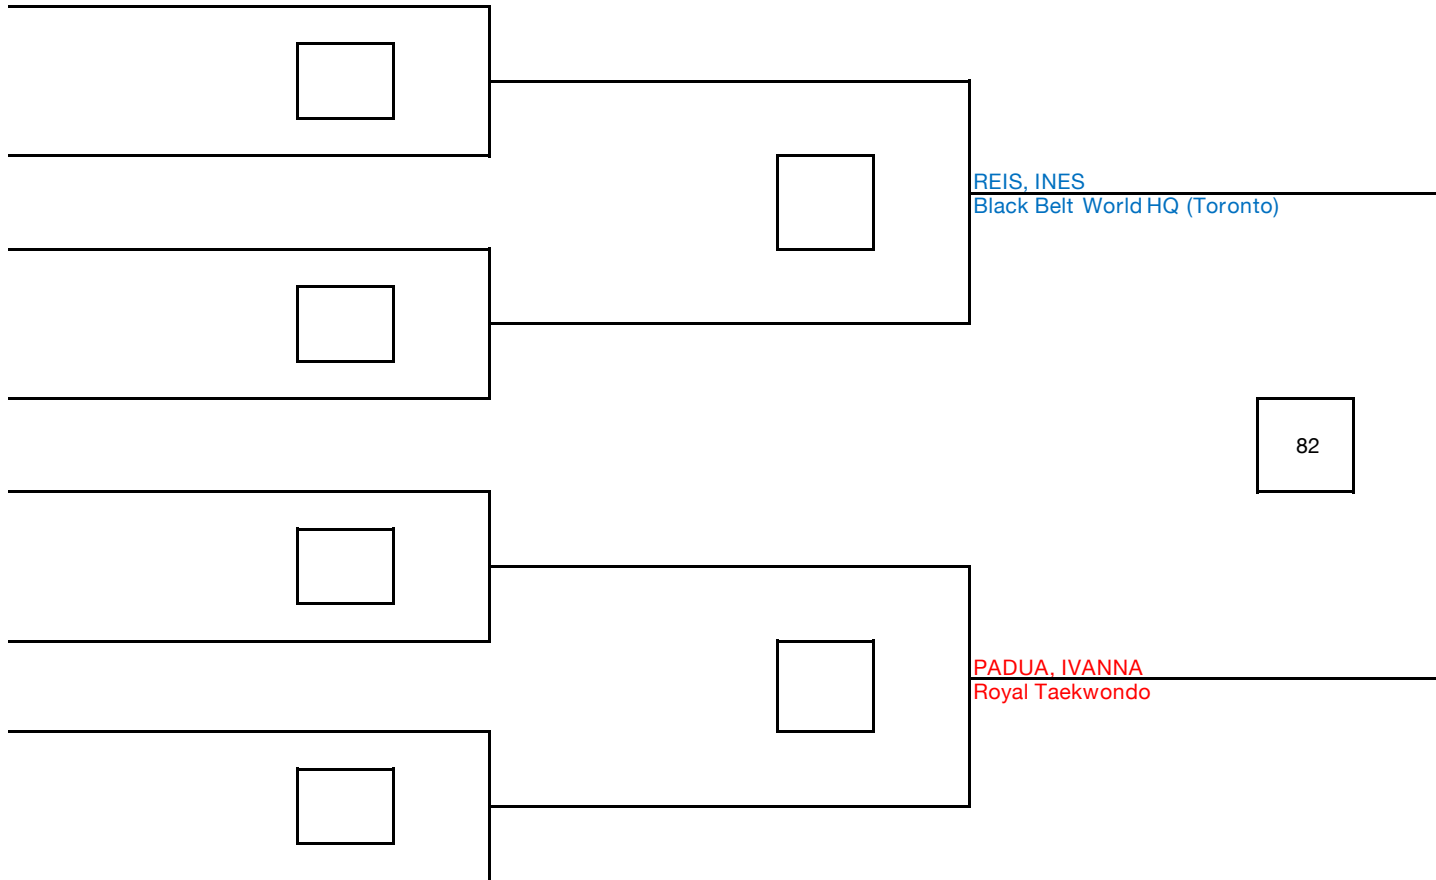 REIS, INES
Black Belt World HQ (Toronto)
82
PADUA, IVANNA
Royal Taekwondo